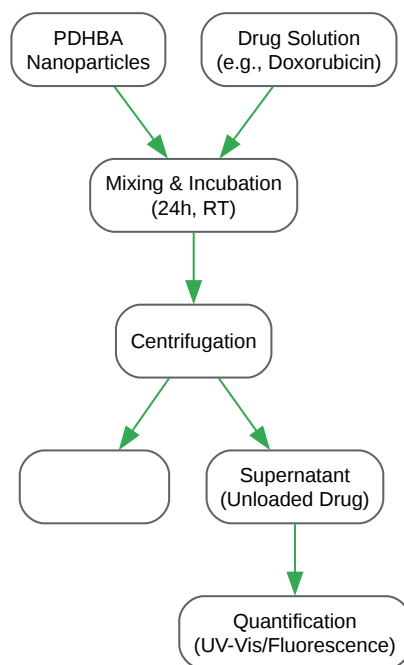 PDHBA
Nanoparticles
Drug Solution
(e.g., Doxorubicin)
Mixing & Incubation
(24h, RT)
Centrifugation
Supernatant
(Unloaded Drug)
Quantification
(UV-Vis/Fluorescence)